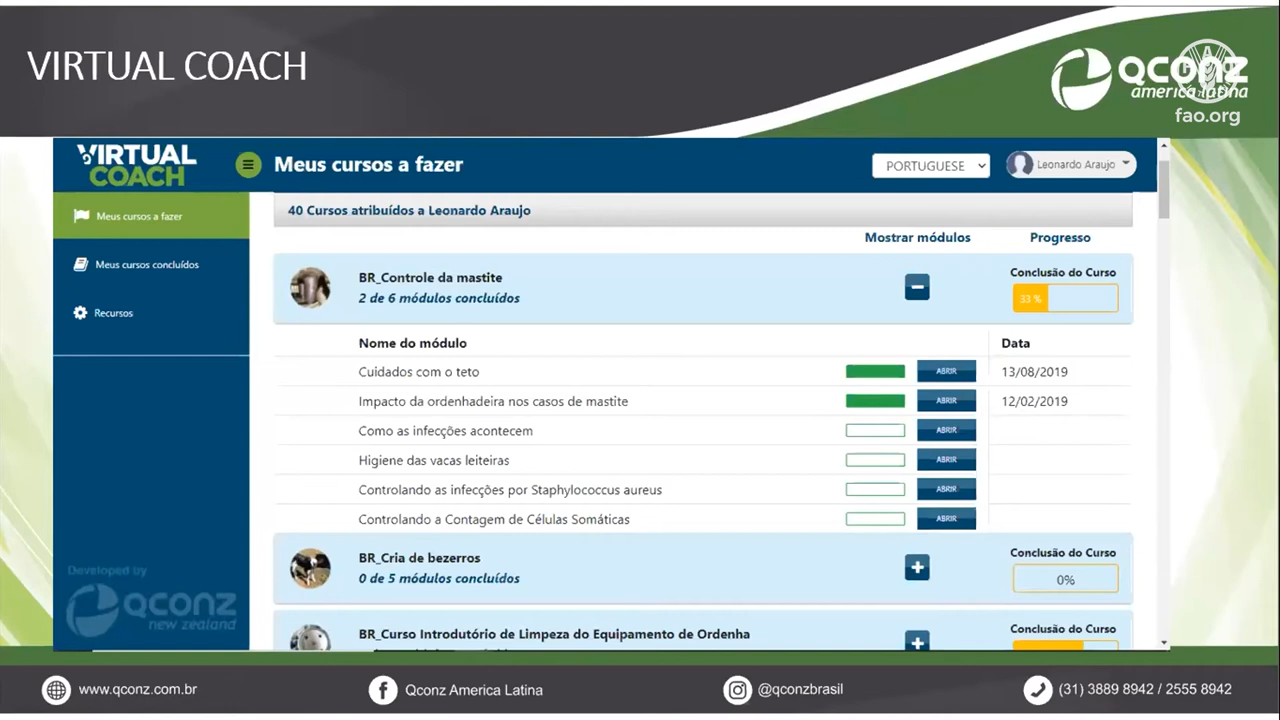 VIRTUAL COACH
QCONZ
america latina
fao.org
VIRTUAL
COACH
Meus cursos a fazer
PORTUGUESE
Leonardo Araujo
Meus cursos a fazer
Meus cursos concluídos
Recursos
40 Cursos atribuídos a Leonardo Araujo
Mostrar módulos
Progresso
BR_Controle da mastite
2 de 6 módulos concluídos
Conclusão do Curso
33 %
Nome do módulo
Data
Cuidados com o teto
ABRIR
13/08/2019
Impacto da ordenhadeira nos casos de mastite
ABRIR
12/02/2019
Como as infecções acontecem
ABRIR
Higiene das vacas leiteiras
ABRIR
Controlando as infecções por Staphylococcus aureus
ABRIR
Controlando a Contagem de Células Somáticas
ABRIR
BR_Cria de bezerros
0 de 5 módulos concluídos
Conclusão do Curso
0%
BR_Curso Introdutório de Limpeza do Equipamento de Ordenha
Conclusão do Curso
Developed by
QCONZ
new zealand
www.qconz.com.br
Qconz America Latina
@qconzbrasil
(31) 3889 8942 / 2555 8942